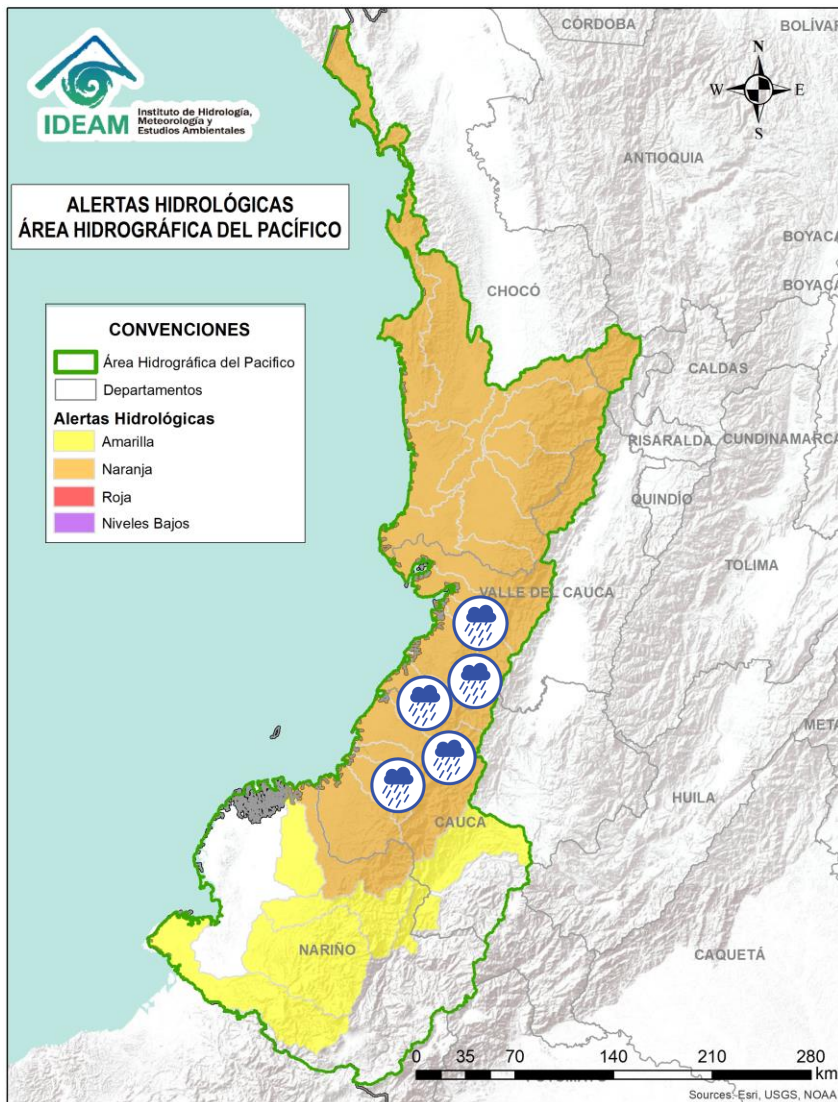 CÓRDOBA
BOLÍVAR
IDEAM
Instituto de Hidrología,
Meteorología y
Estudios Ambientales
N
W
E
S
ANTIOQUIA
ALERTAS HIDROLÓGICAS
ÁREA HIDROGRÁFICA DEL PACÍFICO
BOYACÁ
CHOCÓ
BOYACÁ
CONVENCIONES
Área Hidrográfica del Pacifico
Departamentos
Alertas Hidrológicas
Amarilla
Naranja
Roja
Niveles Bajos
CALDAS
RISARALDA
CUNDINAMARCA
QUINDÍO
TOLIMA
VALLE DEL CAUCA
META
HUILA
CAUCA
NARIÑO
CAQUETÁ
0 35 70 140 210 280
km
Sources: Esri, USGS, NOAA